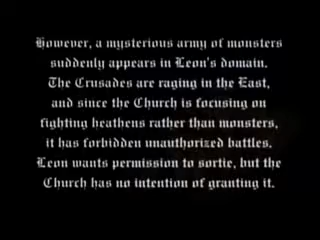 However, a mysterious army of monsters
suddenly appears in Leon's domain.
The Crusades are raging in the East,
and since the Church is focusing on
fighting heathens rather than monsters,
it has forbidden unauthorized battles.
Leon wants permission to sortie, but the
Church has no intention of granting it.